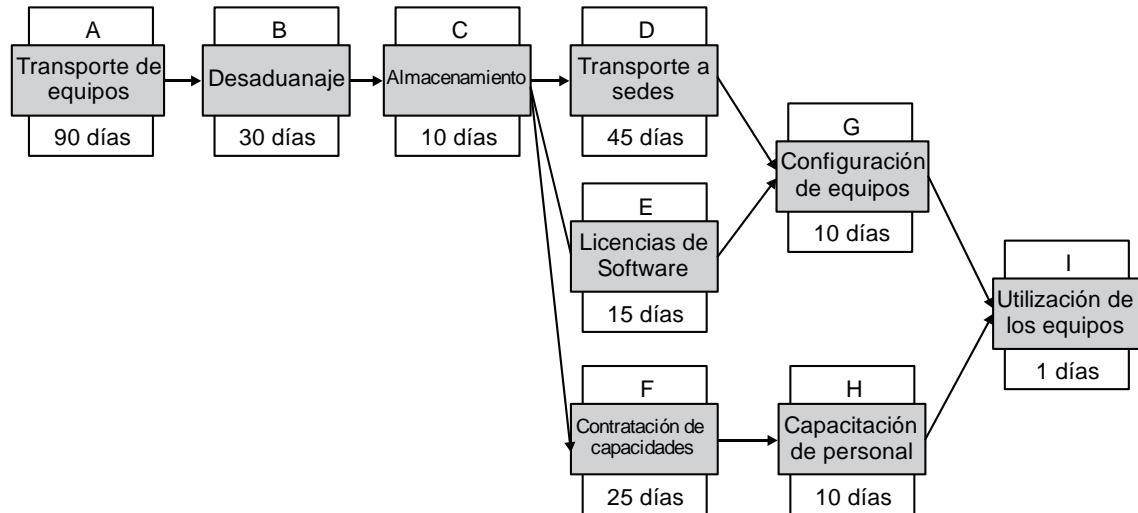 A
Transporte de
equipos
90 días
B
Desaduanaje
30 días
C
Almacenamiento
10 días
D
Transporte a
sedes
45 días
E
Licencias de
Software
15 días
F
Contratación de
capacidades
25 días
G
Configuración
de equipos
10 días
H
Capacitación
de personal
10 días
I
Utilización de
los equipos
1 días